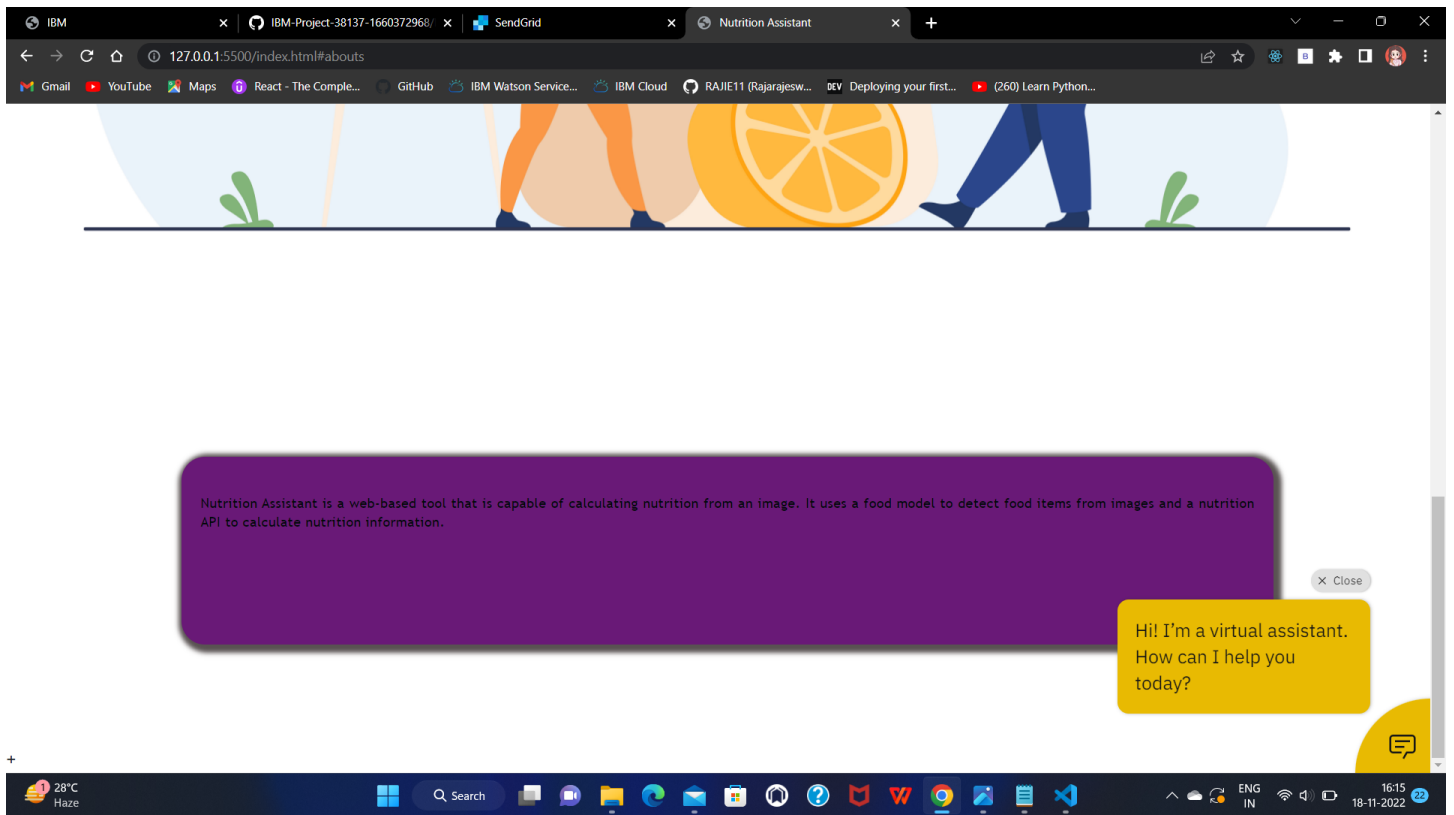 IBM
IBM-Project-38137-1660372968/
SendGrid
Nutrition Assistant
127.0.0.1:5500/index.html#abouts
Gmail
YouTube
Maps
React - The Comple...
GitHub
IBM Watson Service...
IBM Cloud
RAJIE11 (Rajarajesw...
DEV
Deploying your first...
(260) Learn Python...
Nutrition Assistant is a web-based tool that is capable of calculating nutrition from an image. It uses a food model to detect food items from images and a nutrition
API to calculate nutrition information.
× Close
Hi! I’m a virtual assistant.
How can I help you
today?
+
1
28°C
Haze
Search
ENG
IN
16:15
18-11-2022
22